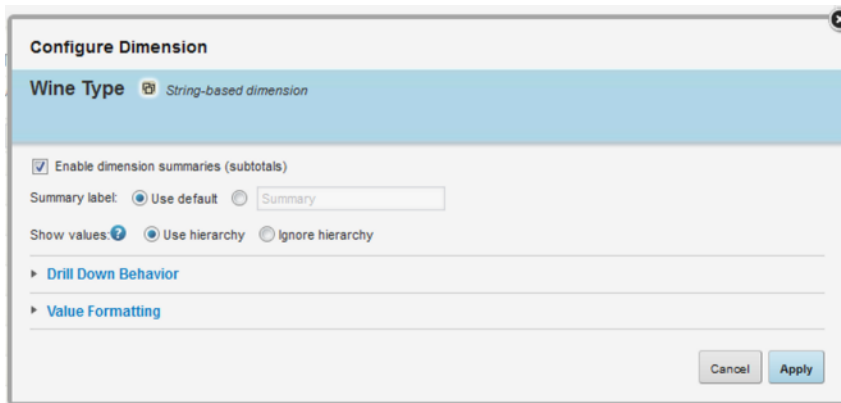 Configure Dimension
Wine Type String-based dimension
Enable dimension summaries (subtotals)
Summary label: Use default Summary
Show values: ? Use hierarchy Ignore hierarchy
Drill Down Behavior
Value Formatting
Cancel Apply